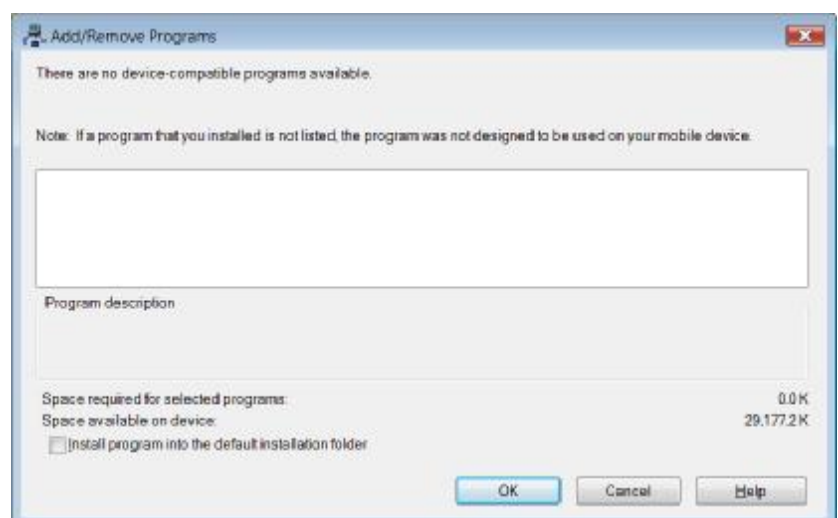 Add/Remove Programs
There are no device-compatible programs available.
Note: If a program that you installed is not listed, the program was not designed to be used on your mobile device.
Program description
Space required for selected programs: 0.0 K
Space available on device: 29.177.2 K
Install program into the default installation folder
OK Cancel Help